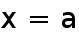 x = a